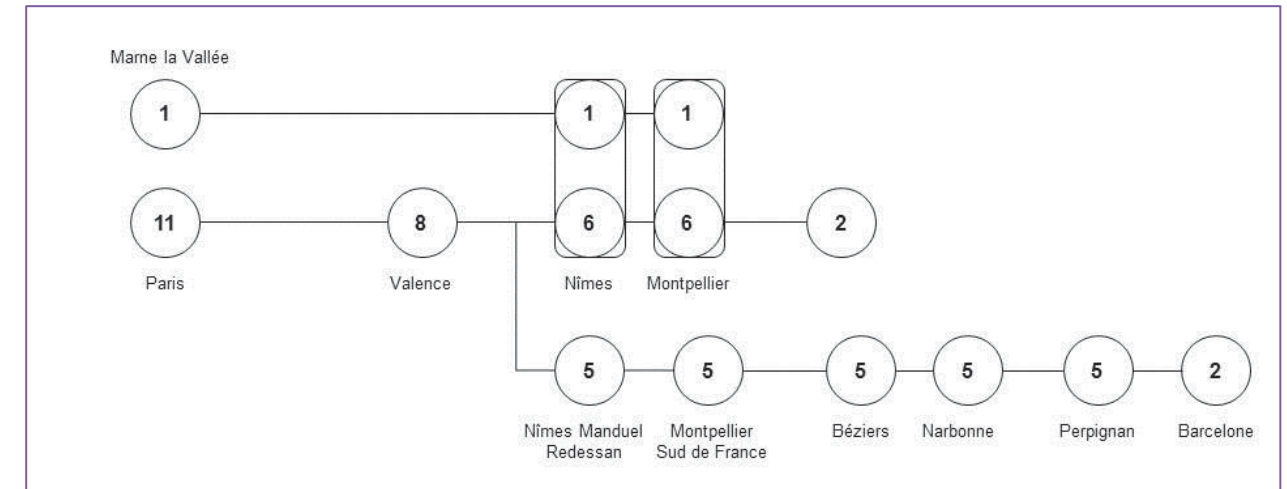 Marne la Vallée
1
1
1
11
8
6
6
2
Paris
Valence
Nîmes
Montpellier
5
5
5
5
5
2
Nîmes Manduel
Redessan
Montpellier
Sud de France
Béziers
Narbonne
Perpignan
Barcelone